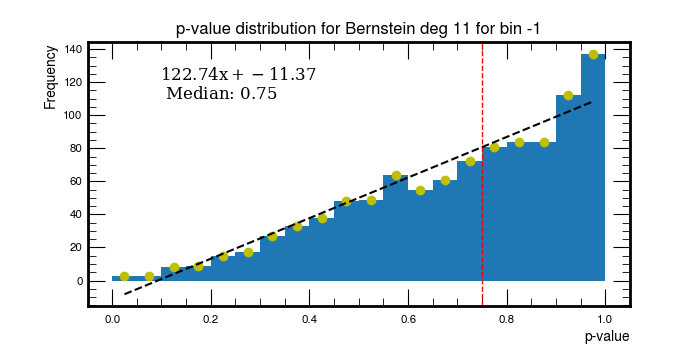 p-value distribution for Bernstein deg 11 for bin -1
Frequency
140
120
100
80
60
40
20
0
122.74x + −11.37
Median: 0.75
0.0 0.2 0.4 0.6 0.8 1.0
p-value